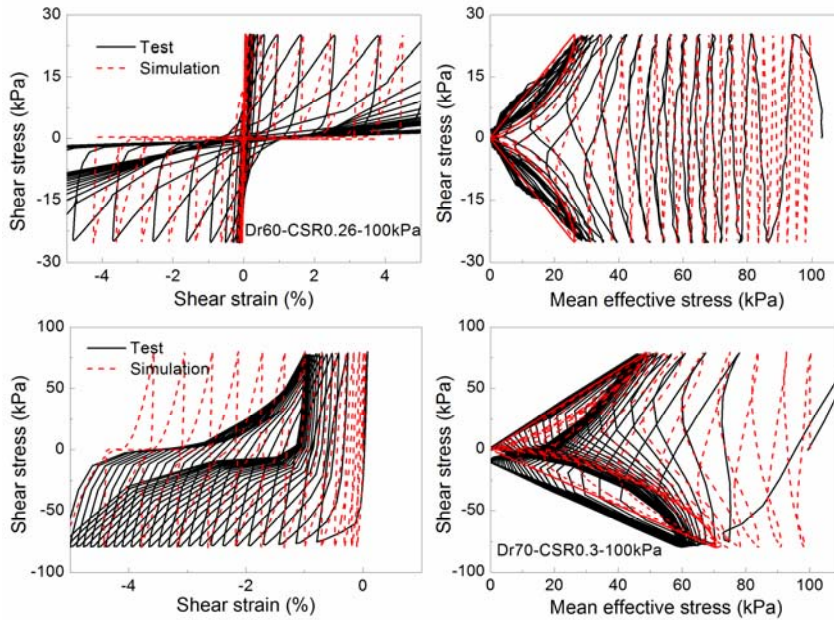 30
15
0
-15
-30
Shear stress (kPa)
Test
Simulation
Dr60-CSR0.26-100kPa
-4 -2 0 2 4
Shear strain (%)
30
15
0
-15
-30
Shear stress (kPa)
0 20 40 60 80 100
Mean effective stress (kPa)
100
50
0
-50
-100
Shear stress (kPa)
Test
Simulation
-4 -2 0
Shear strain (%)
100
50
0
-50
-100
Shear stress (kPa)
Dr70-CSR0.3-100kPa
0 20 40 60 80 100
Mean effective stress (kPa)